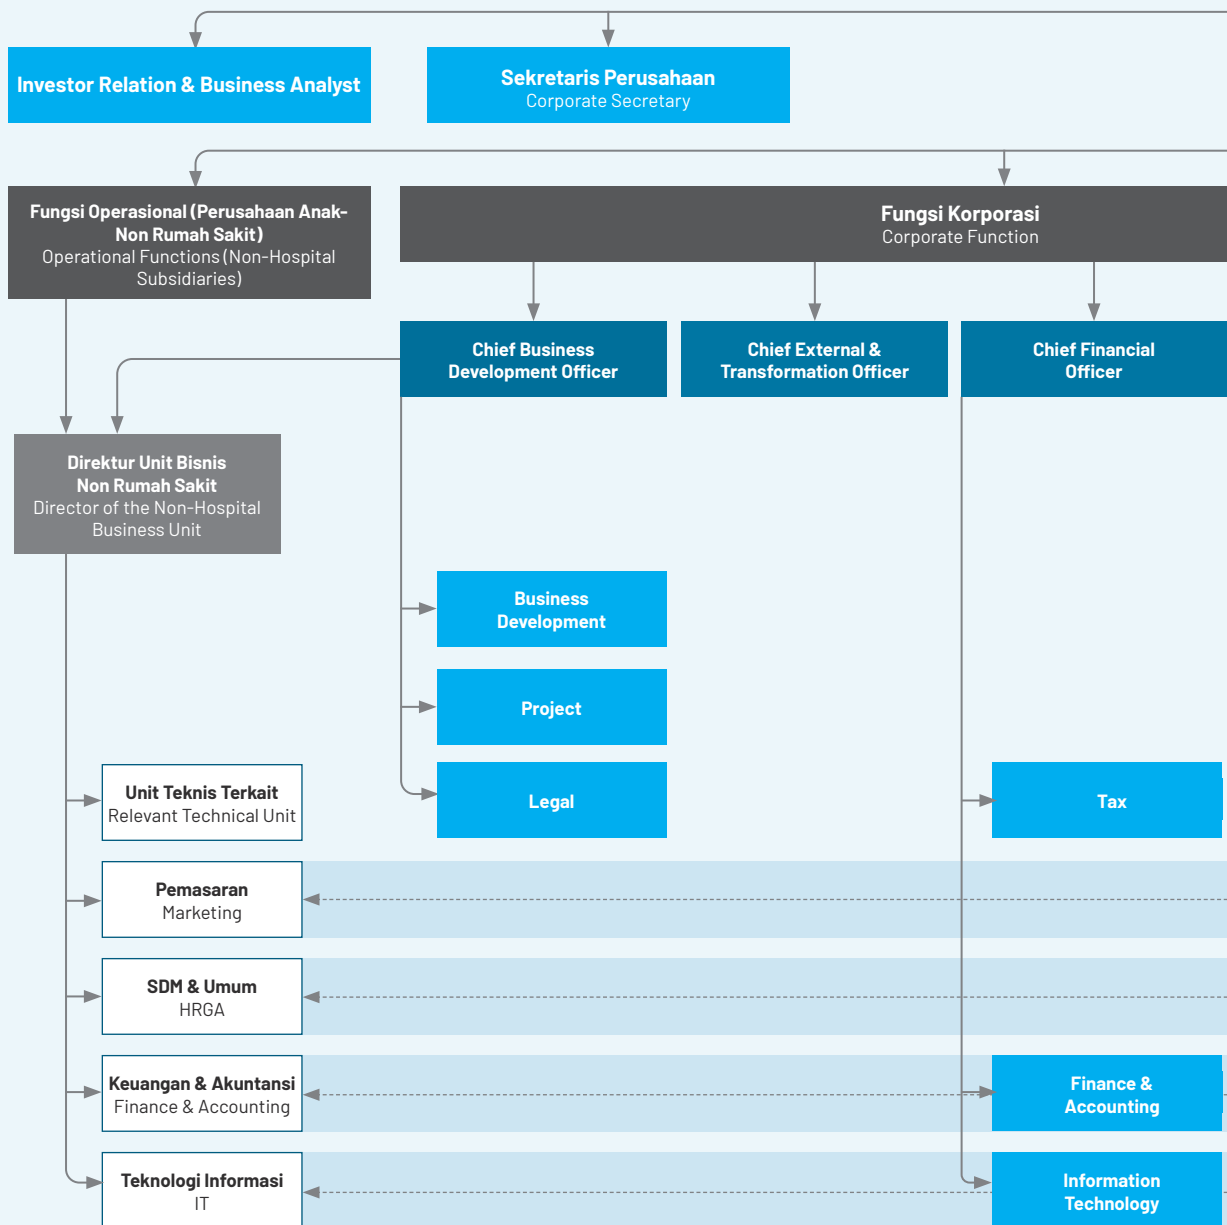 Investor Relation & Business Analyst
Sekretaris Perusahaan
Corporate Secretary
Fungsi Operasional (Perusahaan Anak-
Non Rumah Sakit)
Operational Functions (Non-Hospital
Subsidiaries)
Fungsi Korporasi
Corporate Function
Chief Business
Development Officer
Chief External &
Transformation Officer
Chief Financial
Officer
Direktur Unit Bisnis
Non Rumah Sakit
Director of the Non-Hospital
Business Unit
Business
Development
Project
Legal
Unit Teknis Terkait
Relevant Technical Unit
Tax
Pemasaran
Marketing
SDM & Umum
HRGA
Keuangan & Akuntansi
Finance & Accounting
Finance &
Accounting
Teknologi Informasi
IT
Information
Technology